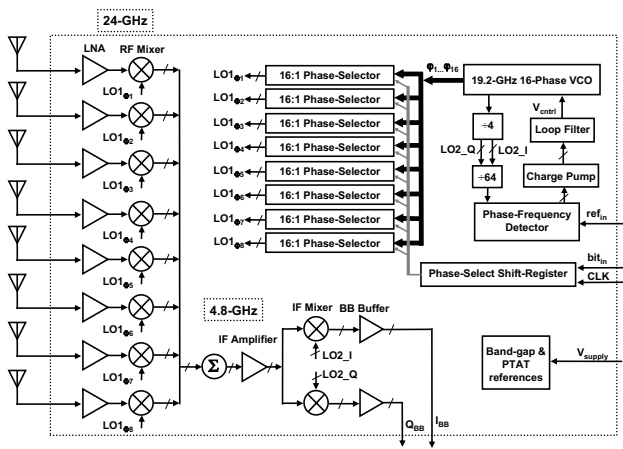 24-GHz
LNA RF Mixer
LO1Φ1
LO1Φ2
LO1Φ3
LO1Φ4
LO1Φ5
LO1Φ6
LO1Φ7
LO1Φ8
LO1Φ1 16:1 Phase-Selector
LO1Φ2 16:1 Phase-Selector
LO1Φ3 16:1 Phase-Selector
LO1Φ4 16:1 Phase-Selector
LO1Φ5 16:1 Phase-Selector
LO1Φ6 16:1 Phase-Selector
LO1Φ7 16:1 Phase-Selector
LO1Φ8 16:1 Phase-Selector
φ1...φ16
19.2-GHz 16-Phase VCO
Vcntrl
÷4
Loop Filter
LO2_Q LO2_I
÷64
Charge Pump
Phase-Frequency
Detector
refin
bitin
Phase-Select Shift-Register
CLK
4.8-GHz
IF Amplifier
Σ
IF Mixer BB Buffer
LO2_I
LO2_Q
QBB
IBB
Band-gap &
PTAT
references
Vsupply